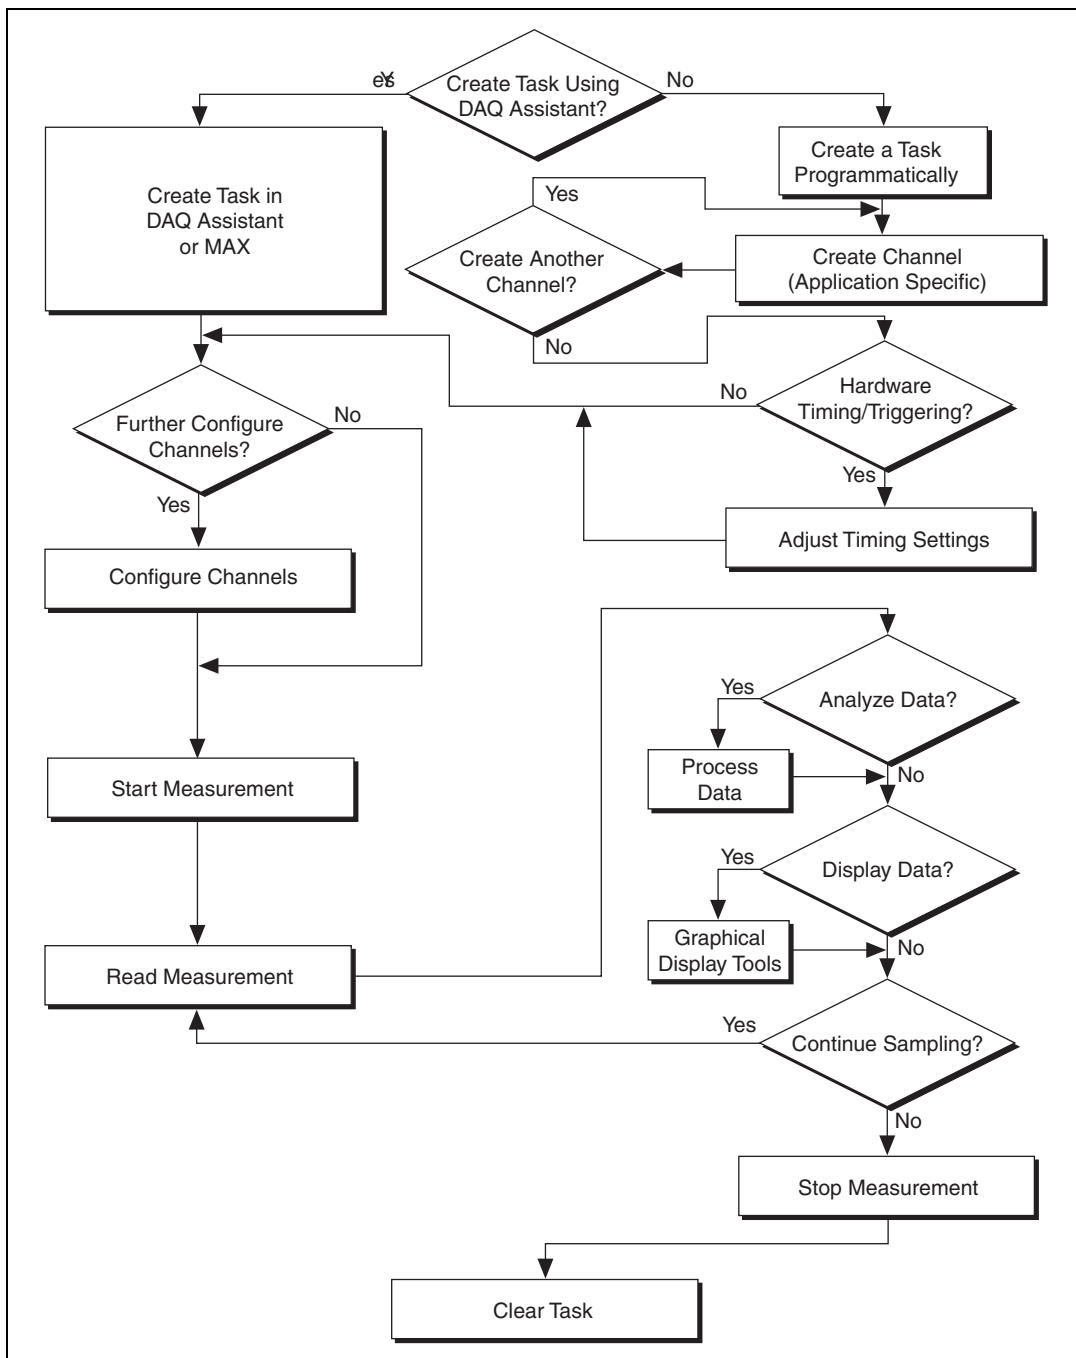 Create Task Using
DAQ Assistant?
Yes
No
Create Task in
DAQ Assistant
or MAX
Create a Task
Programmatically
Yes
Create Another
Channel?
Create Channel
(Application Specific)
No
Hardware
Timing/Triggering?
No
Yes
Adjust Timing Settings
Further Configure
Channels?
No
Yes
Configure Channels
Start Measurement
Read Measurement
Analyze Data?
Yes
No
Process
Data
Display Data?
Yes
No
Graphical
Display Tools
Continue Sampling?
Yes
No
Stop Measurement
Clear Task